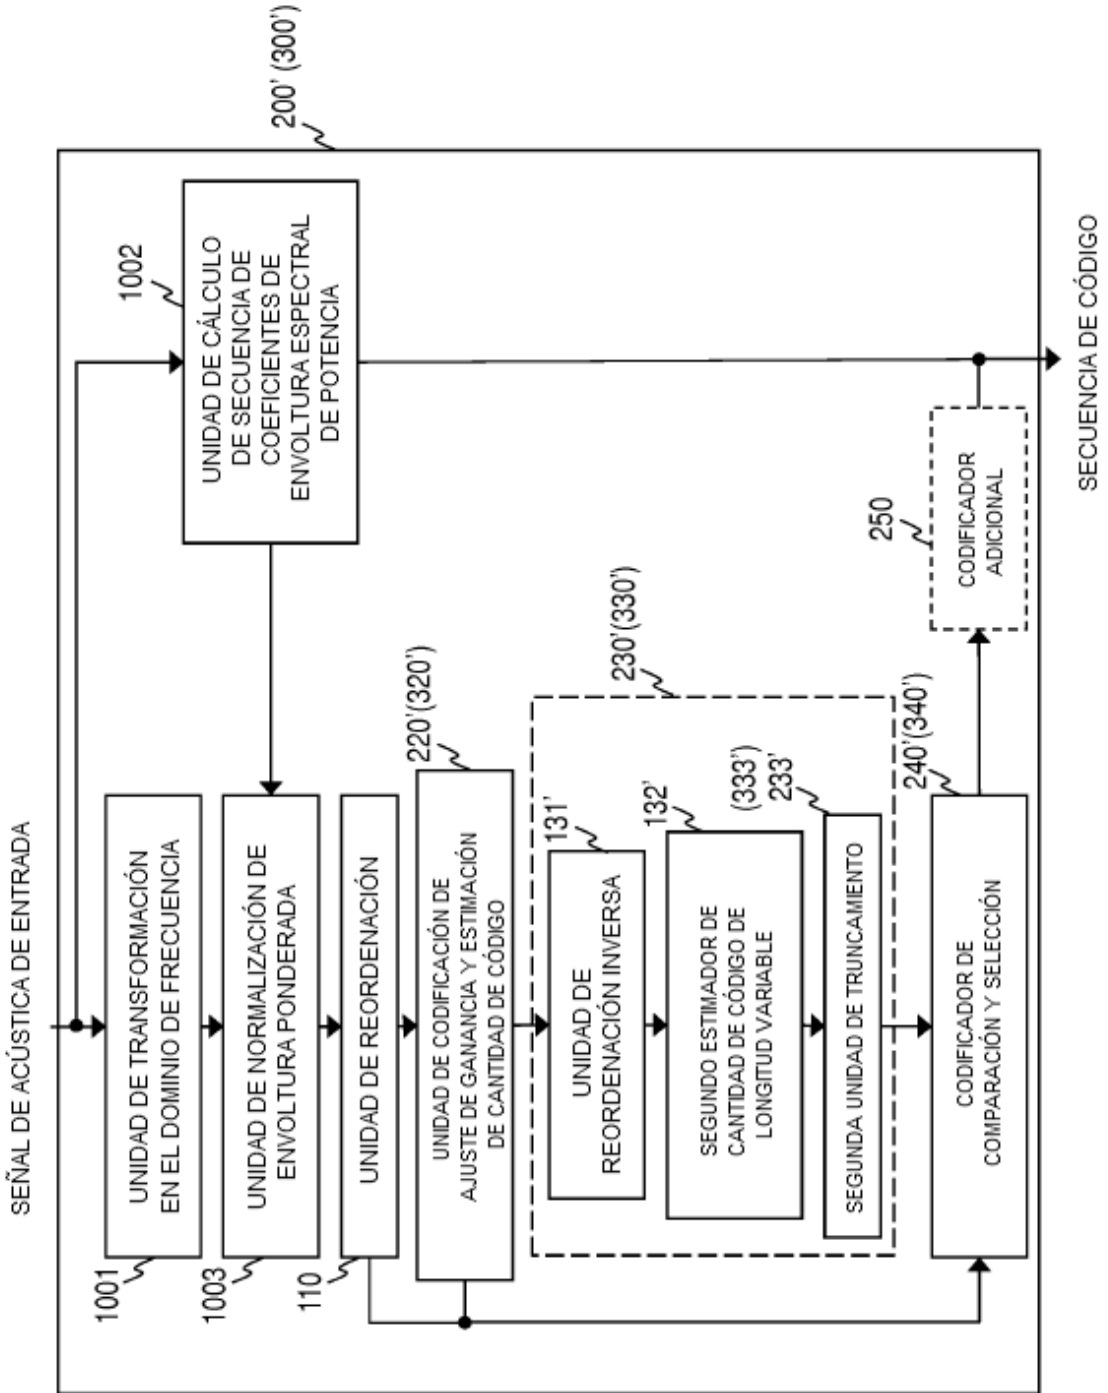 SEÑAL DE ACÚSTICA DE ENTRADA
200' (300')
1001
UNIDAD DE TRANSFORMACIÓN
EN EL DOMINIO DE FRECUENCIA
1002
UNIDAD DE CÁLCULO
DE SECUENCIA DE
COEFICIENTES DE
ENVOLTURA ESPECTRAL
DE POTENCIA
1003
UNIDAD DE NORMALIZACIÓN DE
ENVOLTURA PONDERADA
110
UNIDAD DE REORDENACIÓN
220'(320')
UNIDAD DE CODIFICACIÓN DE
AJUSTE DE GANANCIA Y ESTIMACIÓN
DE CANTIDAD DE CÓDIGO
230'(330')
131'
UNIDAD DE
REORDENACIÓN INVERSA
132'
SEGUNDO ESTIMADOR DE
CANTIDAD DE CÓDIGO DE
LONGITUD VARIABLE
(333')
233'
SEGUNDA UNIDAD DE TRUNCAMIENTO
240'(340')
CODIFICADOR DE
COMPARACIÓN Y SELECCIÓN
250
CODIFICADOR
ADICIONAL
SECUENCIA DE CÓDIGO